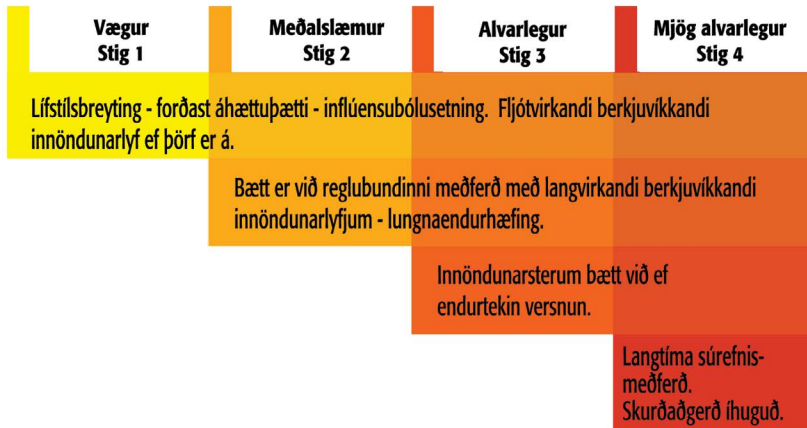 Vægur
Stig 1
Meðalslæmur
Stig 2
Alvarlegur
Stig 3
Mjög alvarlegur
Stig 4
Lífstílsbreyting - forðast áhættuþætti - inflúensubólusetning. Fljótvirkandi berkjuvíkkandi
innöndunarlyf ef þörf er á.
Bætt er við reglubundinni meðferð með langvirkandi berkjuvíkkandi
innöndunarlyfjum - lungnaendurhæfing.
Innöndunarsterum bætt við ef
endurtekin versnun.
Langtíma súrefnis-
meðferð.
Skurðaðgerð íhuguð.